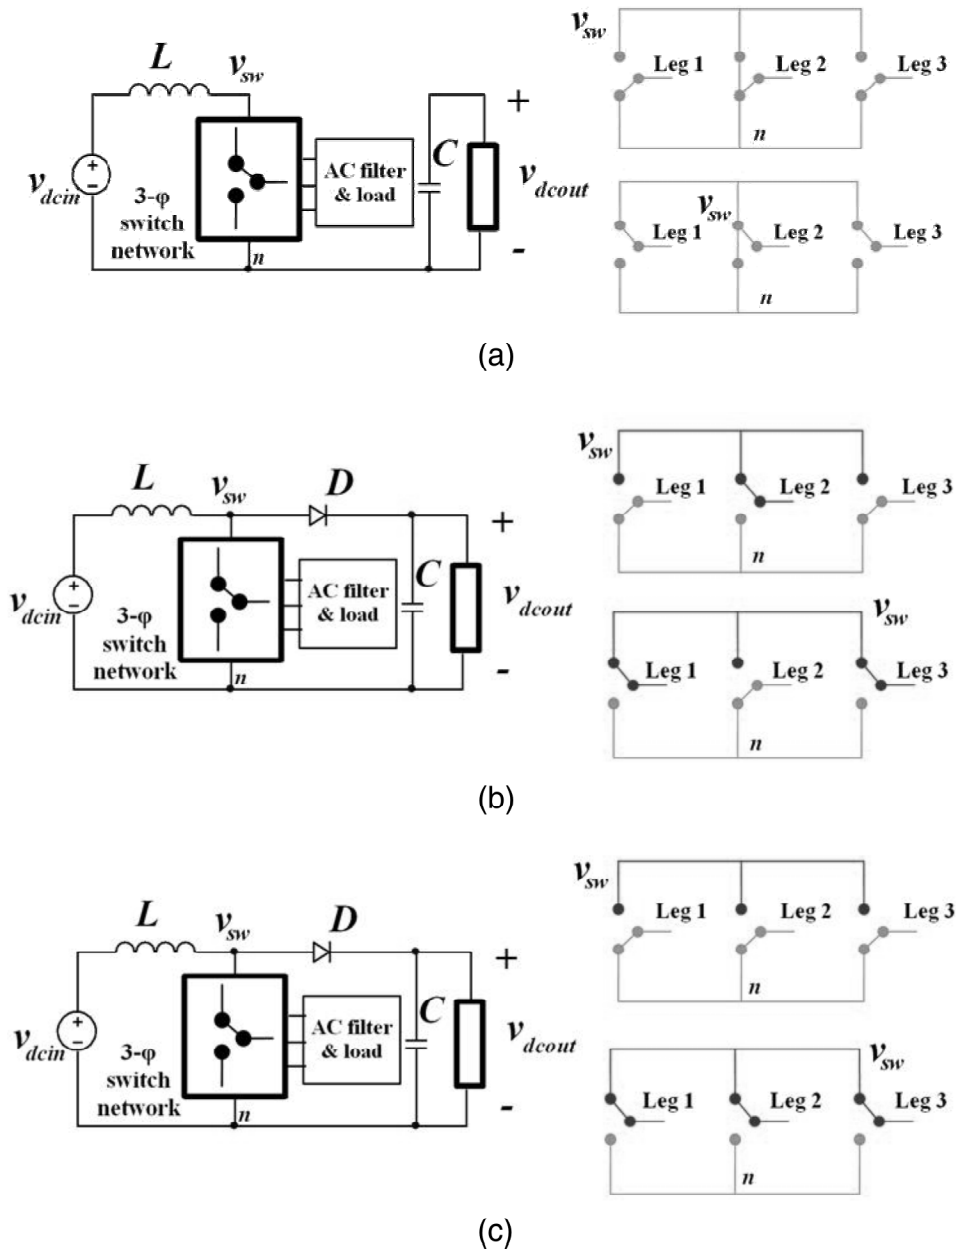 L
v_sw
v_dcin
3-φ
switch
network
n
AC filter
& load
C
+
v_dcout
-
v_sw
Leg 1
Leg 2
Leg 3
n
v_sw
Leg 1
Leg 2
Leg 3
n
(a)
L
v_sw
D
v_dcin
3-φ
switch
network
n
AC filter
& load
C
+
v_dcout
-
v_sw
Leg 1
Leg 2
Leg 3
n
v_sw
Leg 1
Leg 2
Leg 3
n
(b)
L
v_sw
D
v_dcin
3-φ
switch
network
n
AC filter
& load
C
+
v_dcout
-
v_sw
Leg 1
Leg 2
Leg 3
n
v_sw
Leg 1
Leg 2
Leg 3
n
(c)